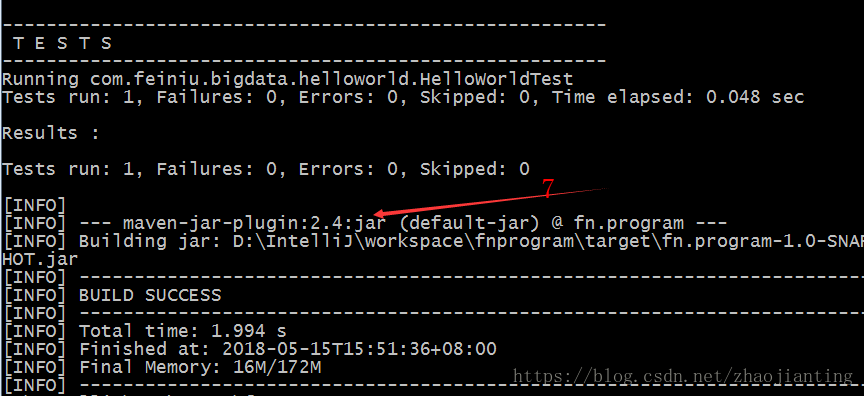 -------------------------------------------------------
 T E S T S
-------------------------------------------------------
Running com.feiniu.bigdata.helloworld.HelloWorldTest
Tests run: 1, Failures: 0, Errors: 0, Skipped: 0, Time elapsed: 0.048 sec
Results :
Tests run: 1, Failures: 0, Errors: 0, Skipped: 0
7
[INFO]
[INFO] --- maven-jar-plugin:2.4:jar (default-jar) @ fn.program ---
[INFO] Building jar: D:\IntelliJ\workspace\fnprogram\target\fn.program-1.0-SNAP
HOT.jar
[INFO] ------------------------------------------------------------------------
[INFO] BUILD SUCCESS
[INFO] ------------------------------------------------------------------------
[INFO] Total time: 1.994 s
[INFO] Finished at: 2018-05-15T15:51:36+08:00
[INFO] Final Memory: 16M/172M
[INFO] ------------------------------------------------------------------------
https://blog.csdn.net/zhaojianting